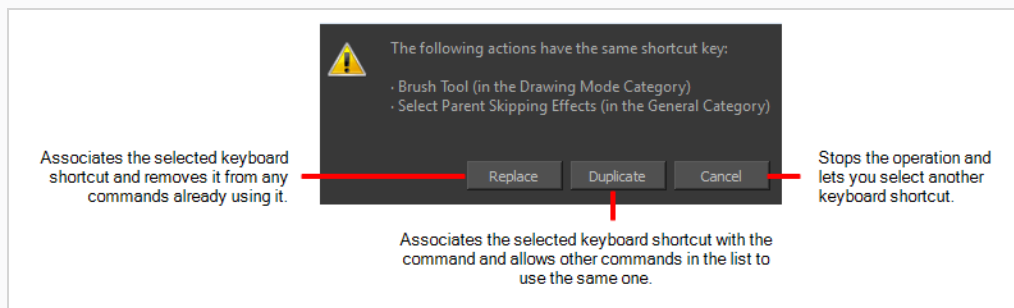 The following actions have the same shortcut key:
· Brush Tool (in the Drawing Mode Category)
· Select Parent Skipping Effects (in the General Category)
Associates the selected keyboard
shortcut and removes it from any
commands already using it.
Replace
Duplicate
Cancel
Stops the operation and
lets you select another
keyboard shortcut.
Associates the selected keyboard shortcut with the
command and allows other commands in the list to
use the same one.